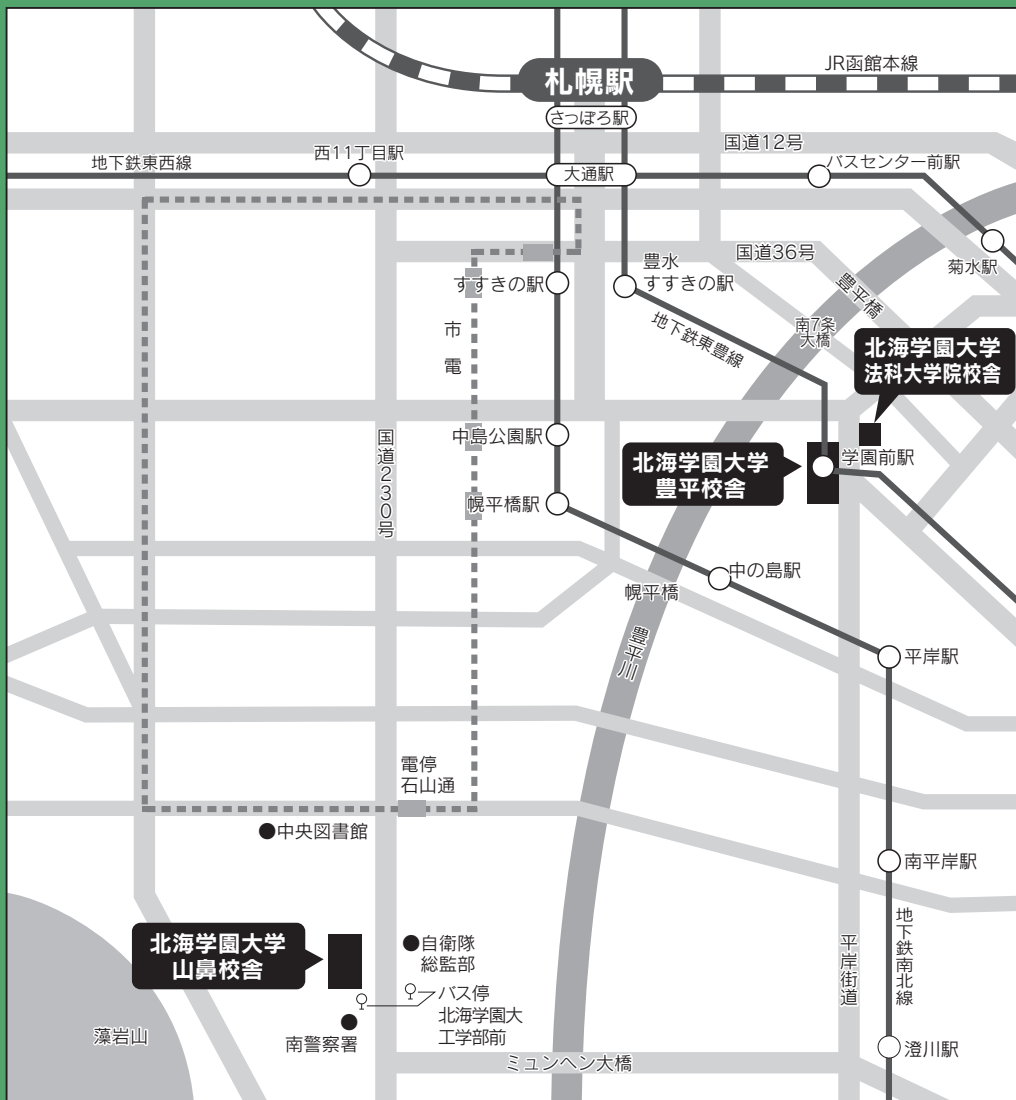 札幌駅
JR函館本線
さっぽろ駅
国道12号
地下鉄東西線
西11丁目駅
大通駅
バスセンター前駅
国道36号
菊水駅
豊水
すすきの駅
すすきの駅
豊平橋
南7条
大橋
地下鉄東豊線
市電
北海学園大学
法科大学院校舎
中島公園駅
国道230号
北海学園大学
豊平校舎
学園前駅
幌平橋駅
中の島駅
幌平橋
豊平川
平岸駅
電停
石山通
中央図書館
南平岸駅
地下鉄南北線
平岸街道
北海学園大学
山鼻校舎
自衛隊
総監部
バス停
北海学園大
工学部前
南警察署
藻岩山
ミュンヘン大橋
澄川駅